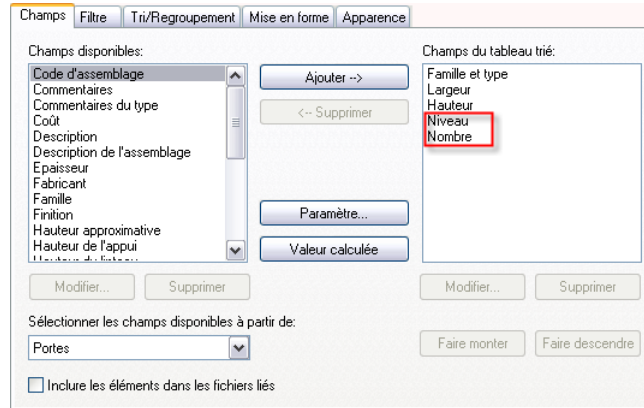 Champs Filtre Tri/Regroupement Mise en forme Apparence
Champs disponibles:
Code d'assemblage
Commentaires
Commentaires du type
Coût
Description
Description de l'assemblage
Epaisseur
Fabricant
Famille
Finition
Hauteur approximative
Hauteur de l'appui
Hauteur du linteau
Ajouter -->
<-- Supprimer
Paramètre...
Valeur calculée
Champs du tableau trié:
Famille et type
Largeur
Hauteur
Niveau
Nombre
Modifier... Supprimer
Modifier... Supprimer
Sélectionner les champs disponibles à partir de:
Portes
Faire monter Faire descendre
Inclure les éléments dans les fichiers liés